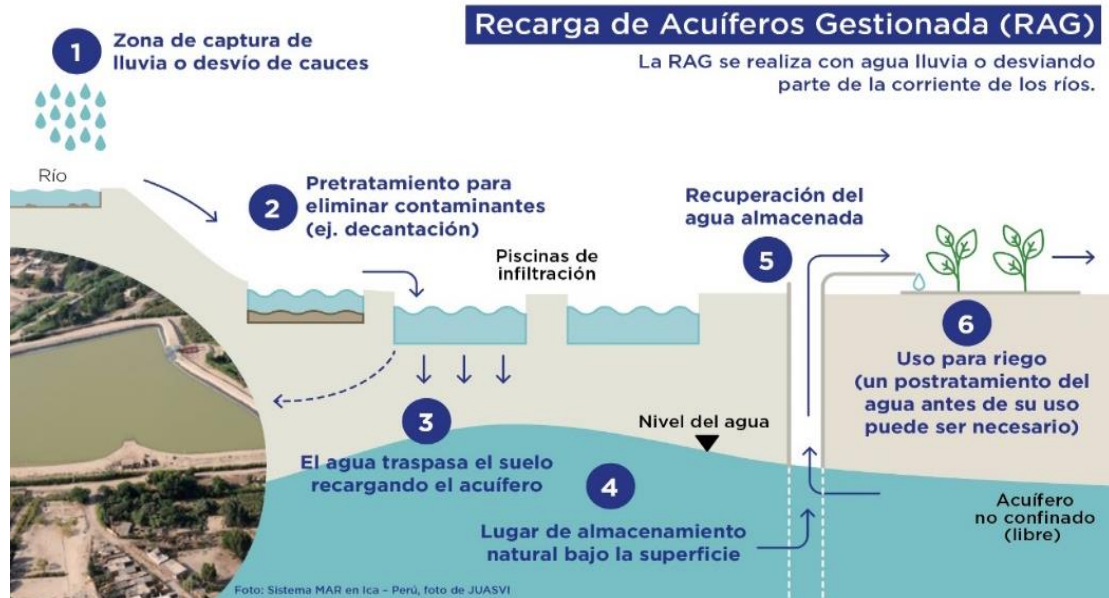 Recarga de Acuíferos Gestionada (RAG)
La RAG se realiza con agua lluvia o desviando
parte de la corriente de los ríos.
1
Zona de captura de
lluvia o desvío de cauces
Río
2
Pretratamiento para
eliminar contaminantes
(ej. decantación)
Piscinas de
infiltración
3
El agua traspasa el suelo
recargando el acuífero
4
Lugar de almacenamiento
natural bajo la superficie
Nivel del agua
Recuperación del
agua almacenada
5
6
Uso para riego
(un postratamiento del
agua antes de su uso
puede ser necesario)
Acuífero
no confinado
(libre)
Foto: Sistema MAR en Ica – Perú, foto de JUASVI